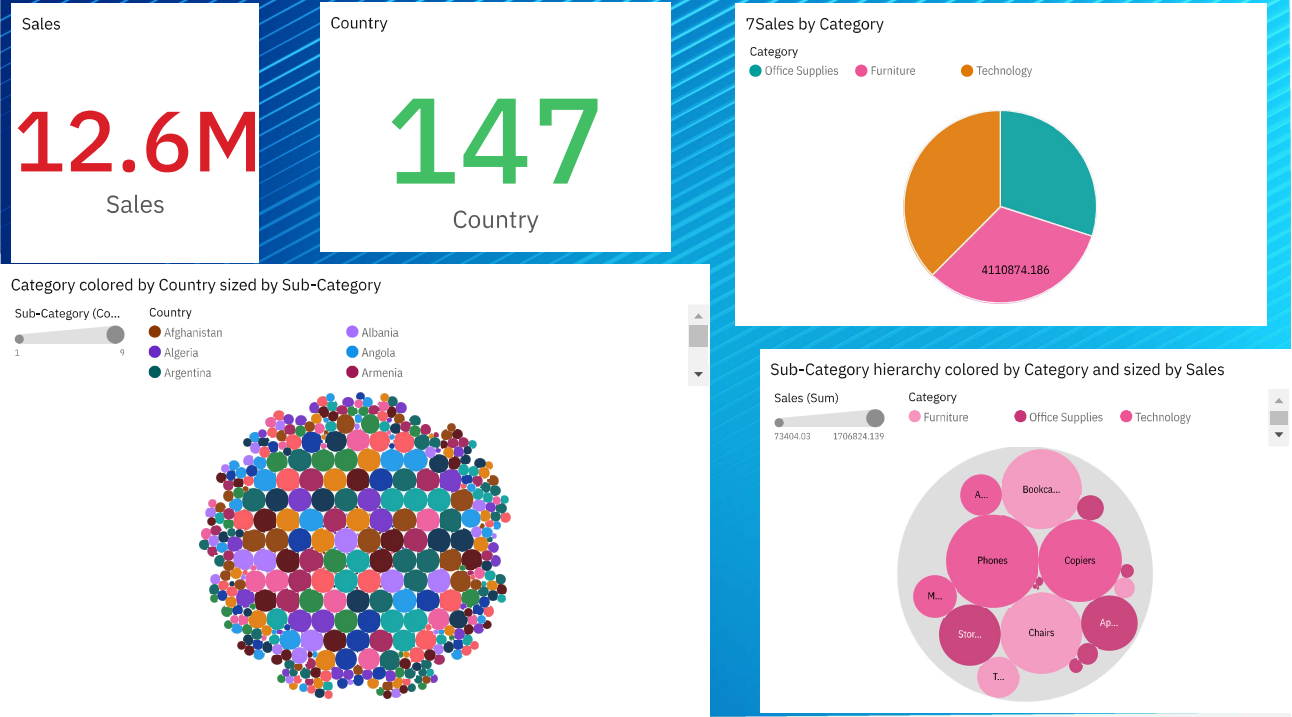 Sales
12.6M
Sales
Country
147
Country
7Sales by Category
Category
Office Supplies
Furniture
Technology
4110874.186
Category colored by Country sized by Sub-Category
Sub-Category (Co...
1
9
Country
Afghanistan
Albania
Algeria
Angola
Argentina
Armenia
Sub-Category hierarchy colored by Category and sized by Sales
Sales (Sum)
73404.03
1706824.139
Category
Furniture
Office Supplies
Technology
Bookca...
A...
Phones
Copiers
M...
Stor...
Chairs
Ap...
T...